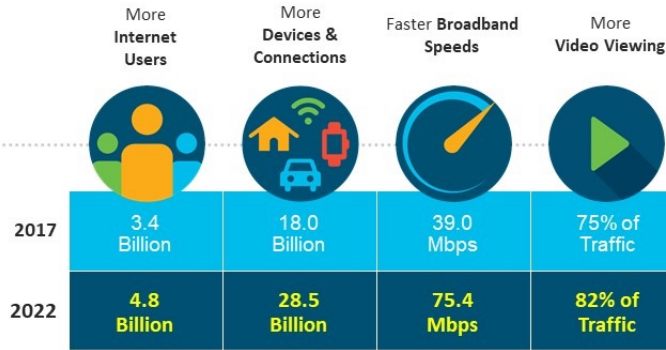 More
Internet
Users
More
Devices &
Connections
Faster Broadband
Speeds
More
Video Viewing
2017
3.4
Billion
18.0
Billion
39.0
Mbps
75% of
Traffic
2022
4.8
Billion
28.5
Billion
75.4
Mbps
82% of
Traffic